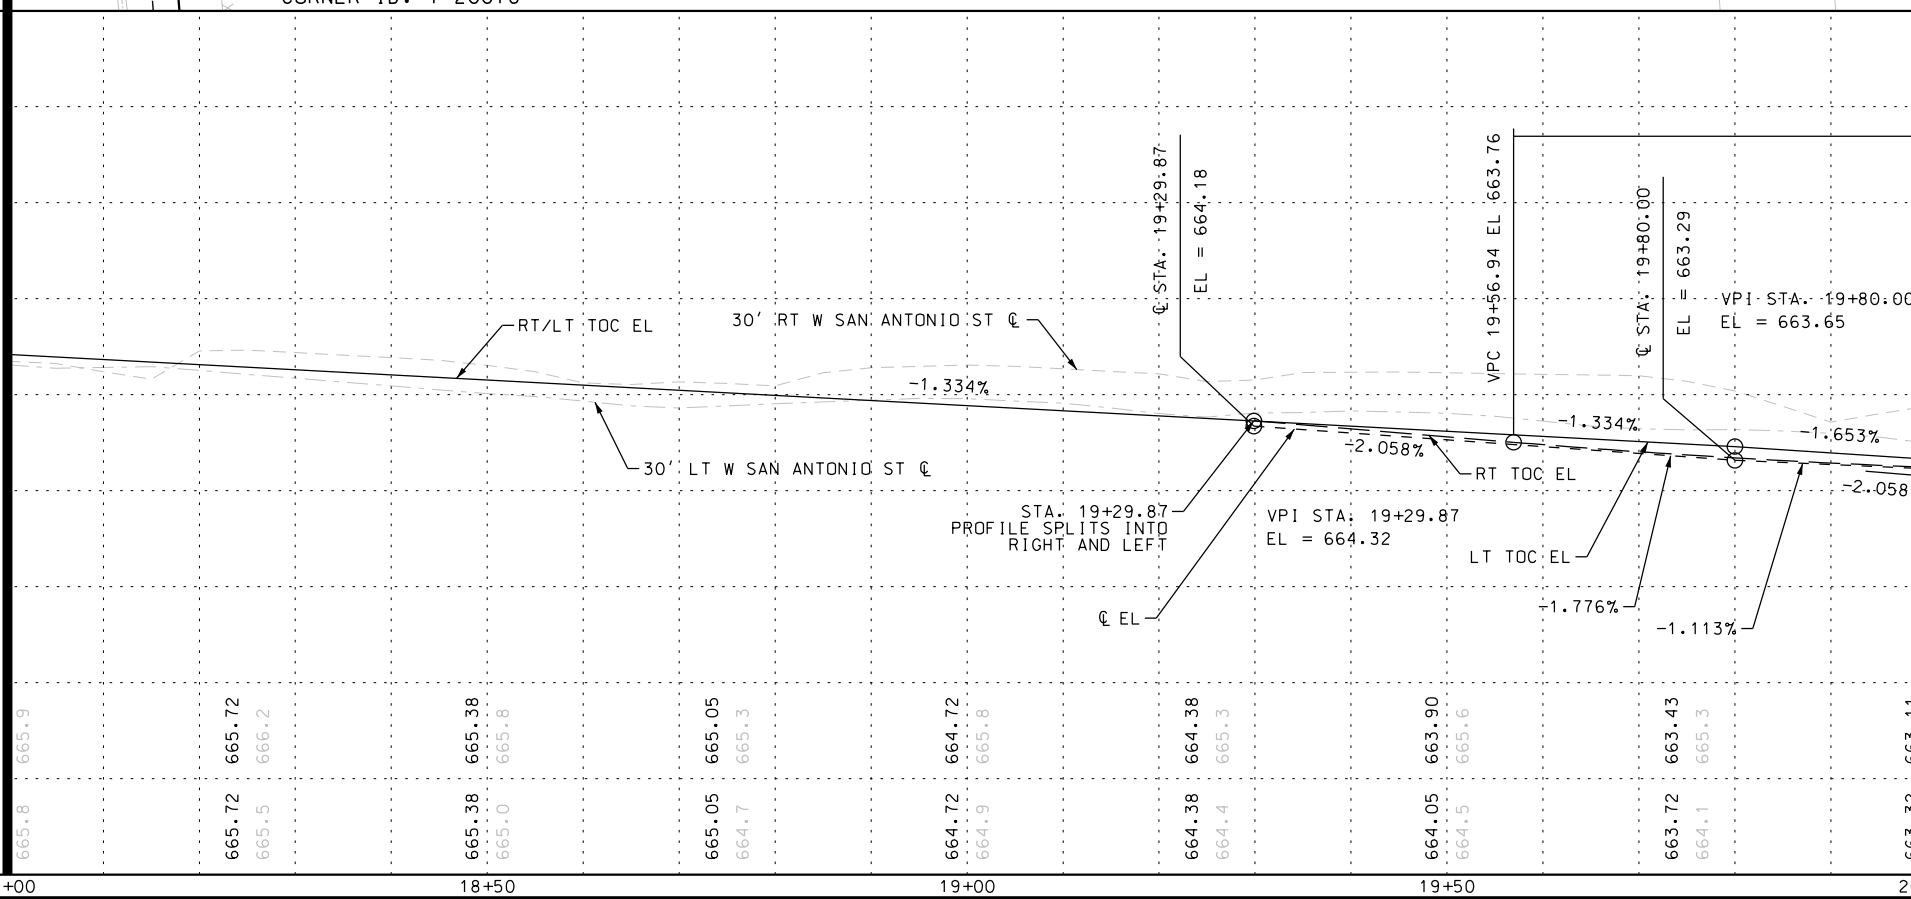 ℄ STA. 19+29.87
EL = 664.18
VPC 19+56.94 EL 663.76
℄ STA. 19+80.00
EL = 663.29
VPI STA. 19+80.00
EL = 663.65
RT/LT TOC EL
30' RT W SAN ANTONIO ST ℄
-1.334%
-1.334%
-1.653%
-2.058%
30' LT W SAN ANTONIO ST ℄
RT TOC EL
-2.058
STA. 19+29.87
PROFILE SPLITS INTO
RIGHT AND LEFT
VPI STA. 19+29.87
EL = 664.32
LT TOC EL
-1.776%
℄ EL
-1.113%
665.9
665.72
666.2
665.38
665.8
665.05
665.3
664.72
665.8
664.38
665.3
663.90
665.6
663.43
665.3
665.8
665.72
665.5
665.38
665.0
665.05
664.7
664.72
664.9
664.38
664.4
664.05
664.5
663.72
664.1
+00
18+50
19+00
19+50